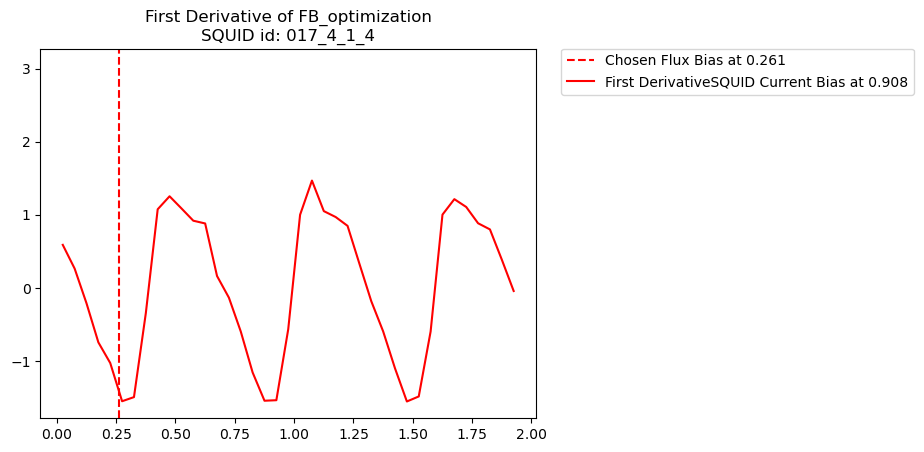 First Derivative of FB_optimization
SQUID id: 017_4_1_4
Chosen Flux Bias at 0.261
First DerivativeSQUID Current Bias at 0.908
3
2
1
0
−1
0.00 0.25 0.50 0.75 1.00 1.25 1.50 1.75 2.00